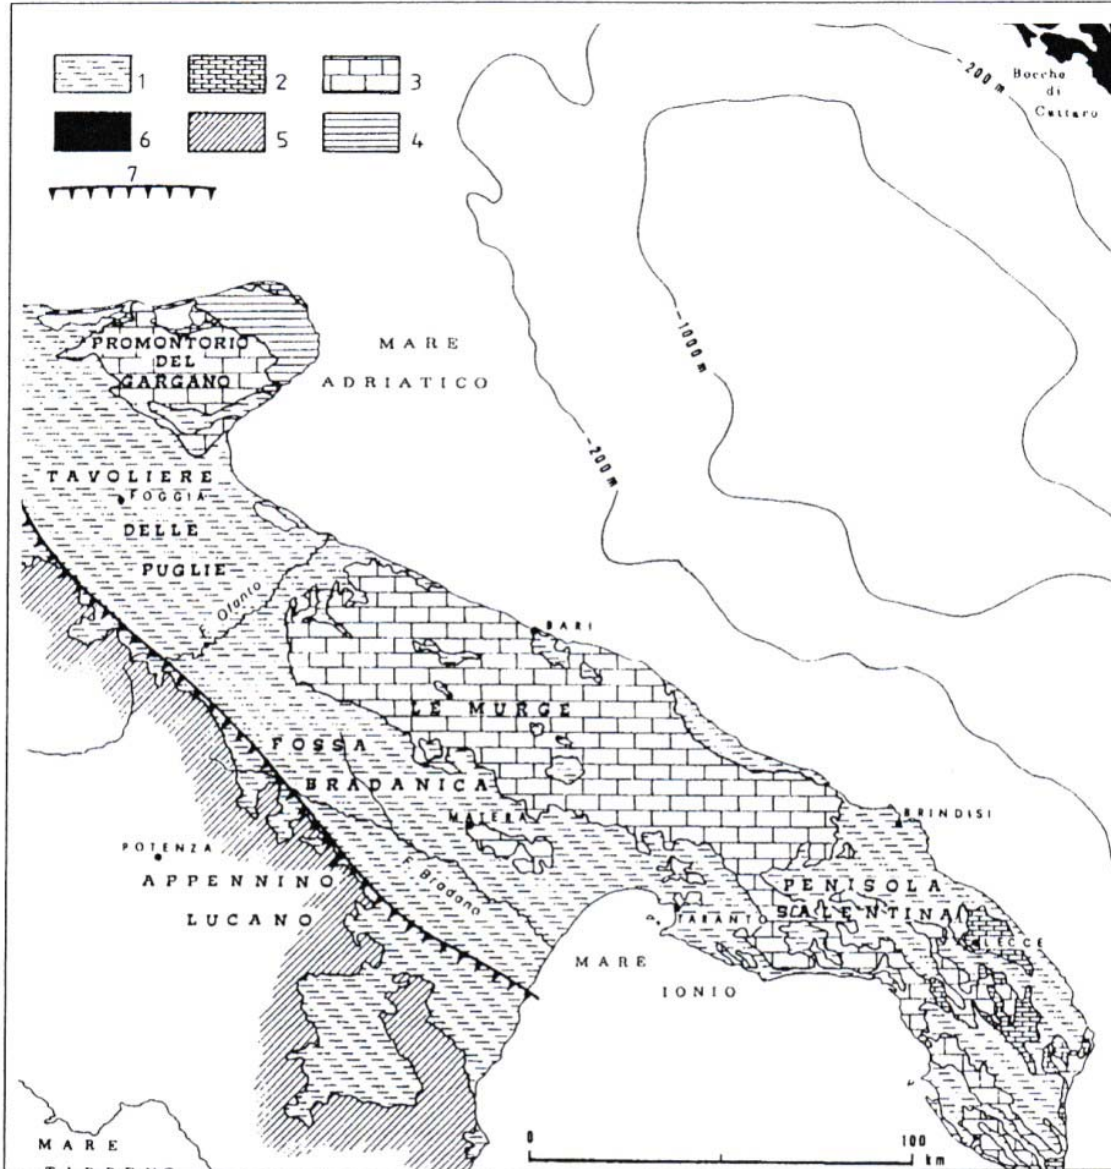 1
2
3
6
5
4
7
-200 m
Bocche
di
Cattaro
PROMONTORIO
DEL
GARGANO
MARE
ADRIATICO
-1000 m
-200 m
TAVOLIERE
FOGGIA
DELLE
PUGLIE
F. Ofanto
BARI
LE MURGE
FOSSA
BRADANICA
MATERA
BRINDISI
POTENZA
APPENNINO
LUCANO
F. Bradano
PENISOLA
SALENTINA
TARANTO
LECCE
MARE
IONIO
0
100
km
MARE